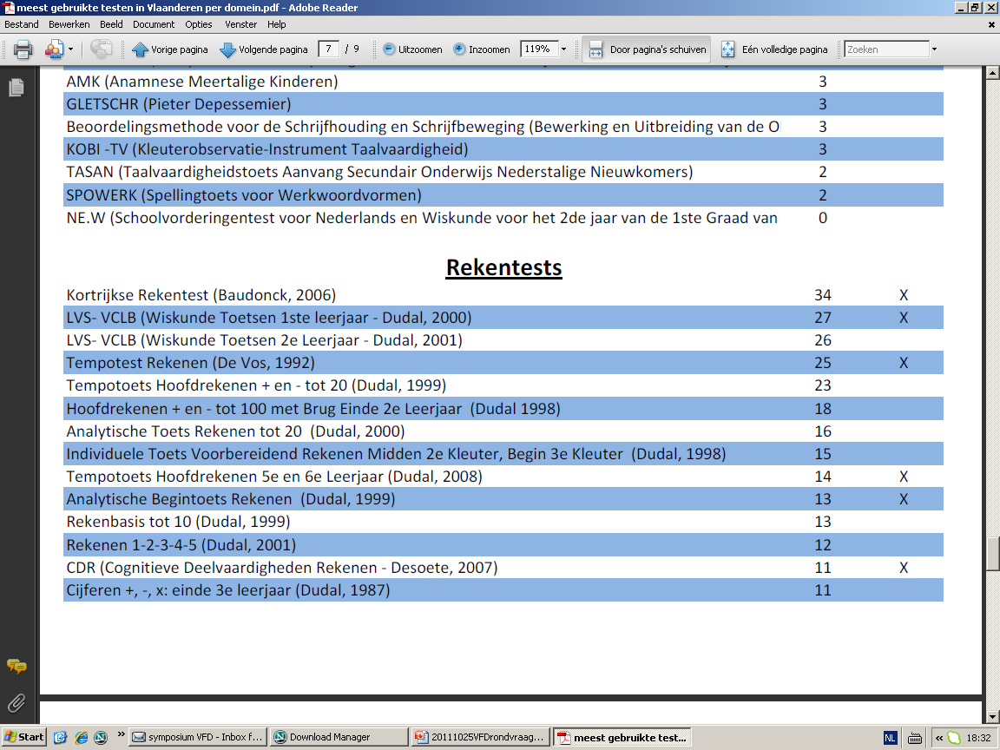 meest gebruikte testen in Vlaanderen per domein.pdf - Adobe Reader
Bestand Bewerken Beeld Document Opties Venster Help
Vorige pagina Volgende pagina 7 / 9 Uitzoomen Inzoomen 119% Door pagina's schuiven Eén volledige pagina Zoeken
AMK (Anamnese Meertalige Kinderen) 3
GLETSCHR (Pieter Depessemier) 3
Beoordelingsmethode voor de Schrijfhouding en Schrijfbeweging (Bewerking en Uitbreiding van de O 3
KOBI -TV (Kleuterobservatie-Instrument Taalvaardigheid) 3
TASAN (Taalvaardigheidstoets Aanvang Secundair Onderwijs Nederstalige Nieuwkomers) 2
SPOWERK (Spellingtoets voor Werkwoordvormen) 2
NE.W (Schoolvorderingentest voor Nederlands en Wiskunde voor het 2de jaar van de 1ste Graad van 0
Rekentests
Kortrijkse Rekentest (Baudonck, 2006) 34 X
LVS- VCLB (Wiskunde Toetsen 1ste leerjaar - Dudal, 2000) 27 X
LVS- VCLB (Wiskunde Toetsen 2e Leerjaar - Dudal, 2001) 26
Tempotest Rekenen (De Vos, 1992) 25 X
Tempotoets Hoofdrekenen + en - tot 20 (Dudal, 1999) 23
Hoofdrekenen + en - tot 100 met Brug Einde 2e Leerjaar (Dudal 1998) 18
Analytische Toets Rekenen tot 20 (Dudal, 2000) 16
Individuele Toets Voorbereidend Rekenen Midden 2e Kleuter, Begin 3e Kleuter (Dudal, 1998) 15
Tempotoets Hoofdrekenen 5e en 6e Leerjaar (Dudal, 2008) 14 X
Analytische Begintoets Rekenen (Dudal, 1999) 13 X
Rekenbasis tot 10 (Dudal, 1999) 13
Rekenen 1-2-3-4-5 (Dudal, 2001) 12
CDR (Cognitieve Deelvaardigheden Rekenen - Desoete, 2007) 11 X
Cijferen +, -, x: einde 3e leerjaar (Dudal, 1987) 11
Start » symposium VFD - Inbox f... Download Manager 20111025VFDrondvraag... meest gebruikte test... NL « 18:32